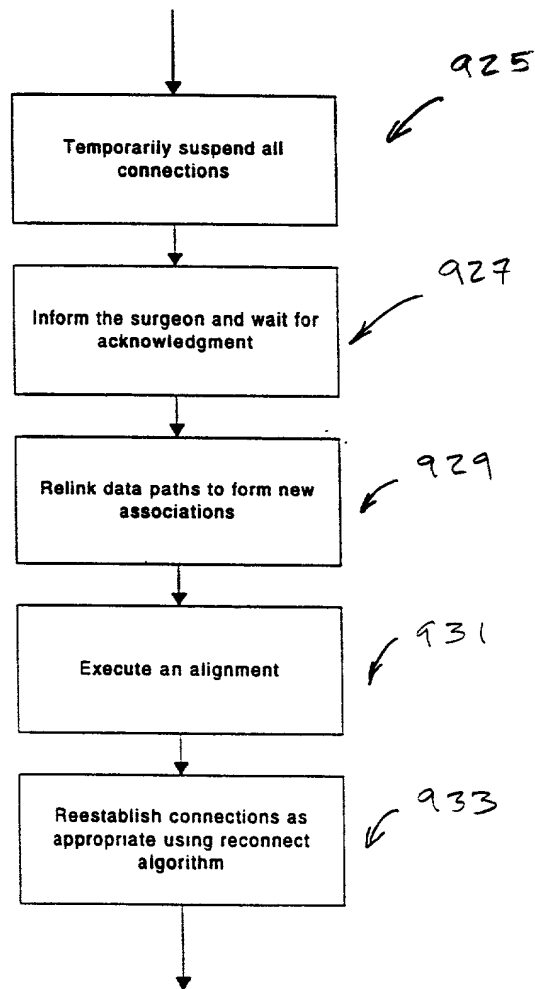 925
Temporarily suspend all
connections
927
Inform the surgeon and wait for
acknowledgment
929
Relink data paths to form new
associations
931
Execute an alignment
933
Reestablish connections as
appropriate using reconnect
algorithm